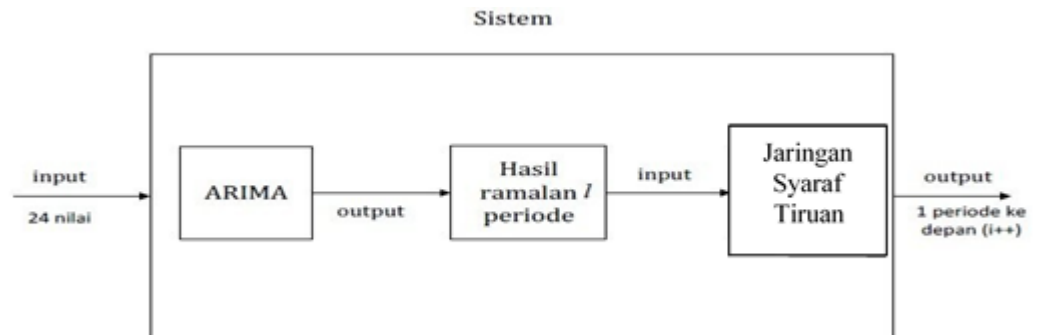 Sistem
input
24 nilai
ARIMA
output
Hasil
ramalan l
periode
input
Jaringan
Syaraf
Tiruan
output
1 periode ke
depan (i++)